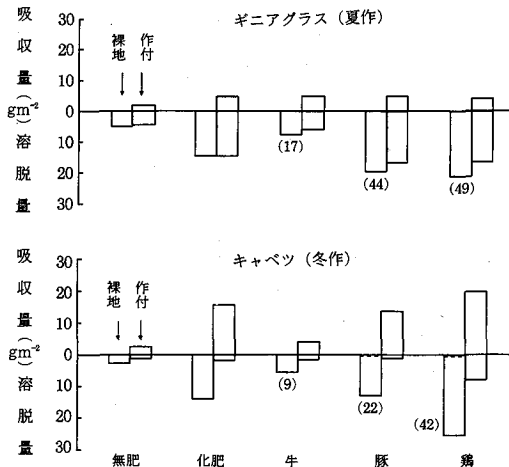 ギニアグラス(夏作)
吸収量(gm⁻²)溶脱量
30
20
10
0
10
20
30
裸地
作付
(17)
(44)
(49)
キャベツ(冬作)
吸収量(gm⁻²)溶脱量
30
20
10
0
10
20
30
裸地
作付
(9)
(22)
(42)
無肥 化肥 牛 豚 鶏